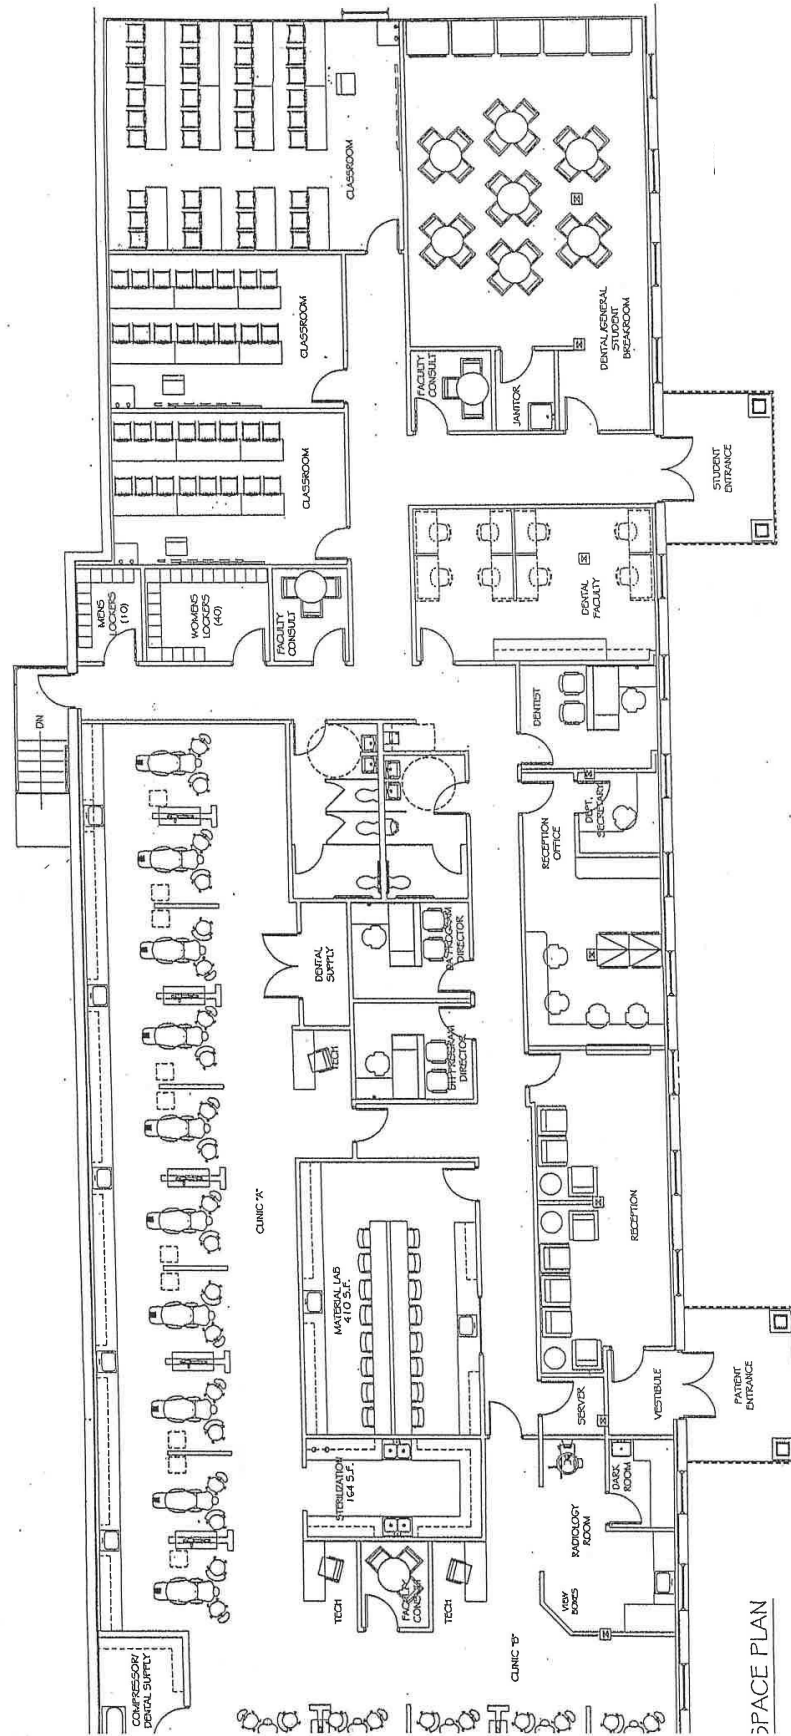 CLASSROOM
CLASSROOM
CLASSROOM
DENTAL/GENERAL
STUDENT
BREAKROOM
FACULTY
CONSULT
JANITOR
STUDENT
ENTRANCE
MENS
LOCKERS
(10)
WOMENS
LOCKERS
(40)
FACULTY
CONSULT
DENTAL
FACULTY
DN
DENTIST
DEPT.
SECRETARY
RECEPTION
OFFICE
DENTAL
SUPPLY
DIRECTOR
TECH
DIRECTOR
CLINIC "A"
MATERIAL LAB
410 S.F.
RECEPTION
SERVER
VESTIBULE
PATIENT
ENTRANCE
STERILIZATION
164 S.F.
DARK
ROOM
RADIOLOGY
ROOM
VIEW
BOXES
TECH
FACULTY
CONSULT
TECH
CLINIC "B"
COMPRESSOR/
DENTAL SUPPLY
SPACE PLAN